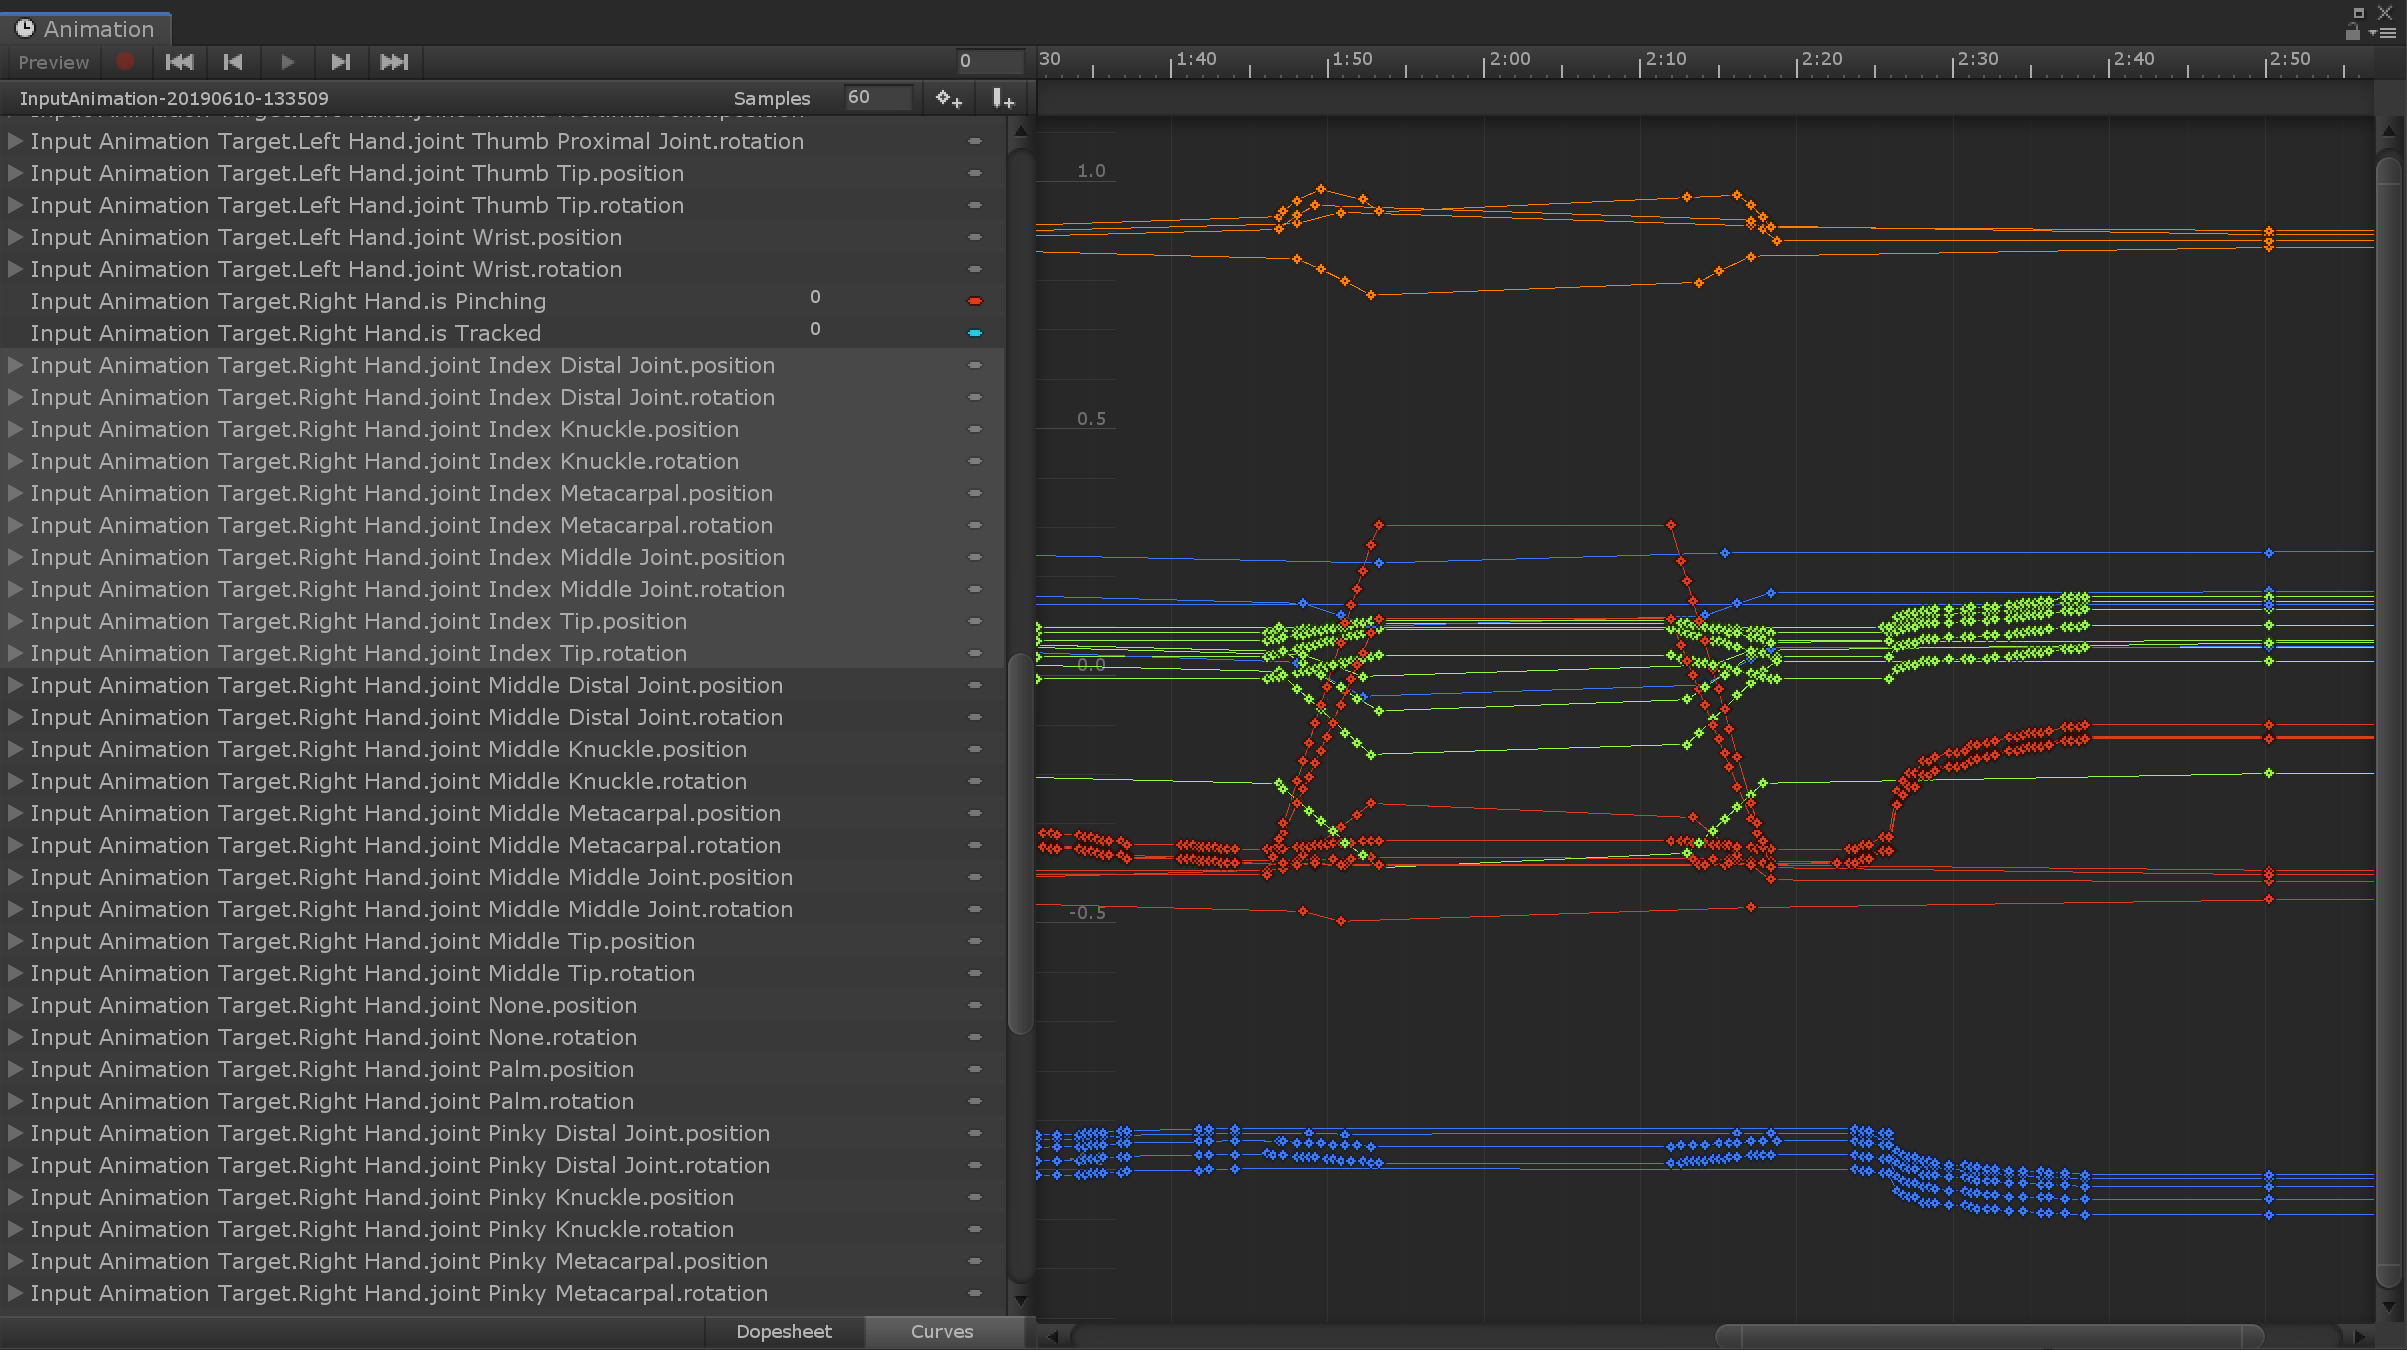 Animation
Preview
0
30 1:40 1:50 2:00 2:10 2:20 2:30 2:40 2:50
InputAnimation-20190610-133509 Samples 60
Input Animation Target.Left Hand.joint Thumb Proximal Joint.position
Input Animation Target.Left Hand.joint Thumb Proximal Joint.rotation
Input Animation Target.Left Hand.joint Thumb Tip.position
Input Animation Target.Left Hand.joint Thumb Tip.rotation
Input Animation Target.Left Hand.joint Wrist.position
Input Animation Target.Left Hand.joint Wrist.rotation
Input Animation Target.Right Hand.is Pinching 0
Input Animation Target.Right Hand.is Tracked 0
Input Animation Target.Right Hand.joint Index Distal Joint.position
Input Animation Target.Right Hand.joint Index Distal Joint.rotation
Input Animation Target.Right Hand.joint Index Knuckle.position
Input Animation Target.Right Hand.joint Index Knuckle.rotation
Input Animation Target.Right Hand.joint Index Metacarpal.position
Input Animation Target.Right Hand.joint Index Metacarpal.rotation
Input Animation Target.Right Hand.joint Index Middle Joint.position
Input Animation Target.Right Hand.joint Index Middle Joint.rotation
Input Animation Target.Right Hand.joint Index Tip.position
Input Animation Target.Right Hand.joint Index Tip.rotation
Input Animation Target.Right Hand.joint Middle Distal Joint.position
Input Animation Target.Right Hand.joint Middle Distal Joint.rotation
Input Animation Target.Right Hand.joint Middle Knuckle.position
Input Animation Target.Right Hand.joint Middle Knuckle.rotation
Input Animation Target.Right Hand.joint Middle Metacarpal.position
Input Animation Target.Right Hand.joint Middle Metacarpal.rotation
Input Animation Target.Right Hand.joint Middle Middle Joint.position
Input Animation Target.Right Hand.joint Middle Middle Joint.rotation
Input Animation Target.Right Hand.joint Middle Tip.position
Input Animation Target.Right Hand.joint Middle Tip.rotation
Input Animation Target.Right Hand.joint None.position
Input Animation Target.Right Hand.joint None.rotation
Input Animation Target.Right Hand.joint Palm.position
Input Animation Target.Right Hand.joint Palm.rotation
Input Animation Target.Right Hand.joint Pinky Distal Joint.position
Input Animation Target.Right Hand.joint Pinky Distal Joint.rotation
Input Animation Target.Right Hand.joint Pinky Knuckle.position
Input Animation Target.Right Hand.joint Pinky Knuckle.rotation
Input Animation Target.Right Hand.joint Pinky Metacarpal.position
Input Animation Target.Right Hand.joint Pinky Metacarpal.rotation
1.0
0.5
0.0
-0.5
Dopesheet Curves